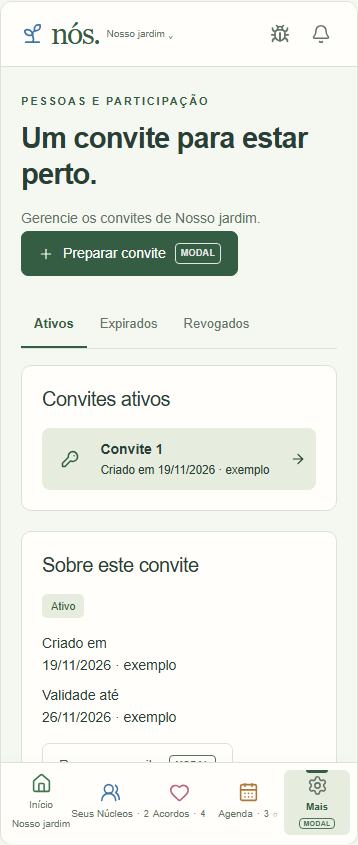 nós. Nosso jardim
PESSOAS E PARTICIPAÇÃO
Um convite para estar
perto.
Gerencie os convites de Nosso jardim.
+ Preparar convite MODAL
Ativos Expirados Revogados
Convites ativos
Convite 1
Criado em 19/11/2026 · exemplo
Sobre este convite
Ativo
Criado em
19/11/2026 · exemplo
Validade até
26/11/2026 · exemplo
Início
Nosso jardim
Seus Núcleos · 2
Acordos · 4
Agenda · 3
Mais
MODAL